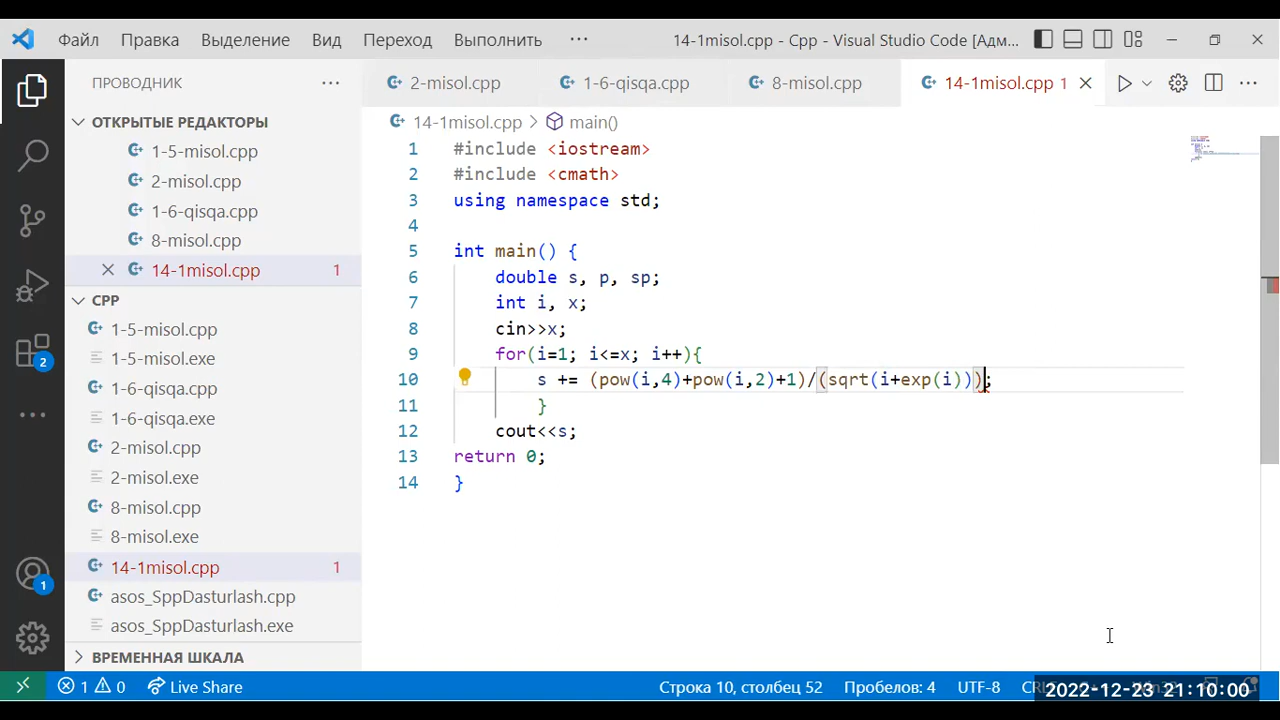 Файл Правка Выделение Вид Переход Выполнить ··· 14-1misol.cpp - Cpp - Visual Studio Code [Адм...
ПРОВОДНИК ···
ОТКРЫТЫЕ РЕДАКТОРЫ
1-5-misol.cpp
2-misol.cpp
1-6-qisqa.cpp
8-misol.cpp
14-1misol.cpp 1
CPP
1-5-misol.cpp
1-5-misol.exe
1-6-qisqa.cpp
1-6-qisqa.exe
2-misol.cpp
2-misol.exe
8-misol.cpp
8-misol.exe
14-1misol.cpp 1
asos_SppDasturlash.cpp
asos_SppDasturlash.exe
ВРЕМЕННАЯ ШКАЛА
2
1
2-misol.cpp 1-6-qisqa.cpp 8-misol.cpp 14-1misol.cpp 1
14-1misol.cpp > main()
1 #include <iostream>
2 #include <cmath>
3 using namespace std;
4
5 int main() {
6 double s, p, sp;
7 int i, x;
8 cin>>x;
9 for(i=1; i<=x; i++){
10 s += (pow(i,4)+pow(i,2)+1)/(sqrt(i+exp(i)));
11 }
12 cout<<s;
13 return 0;
14 }
1 0 Live Share Строка 10, столбец 52 Пробелов: 4 UTF-8
2022-12-23 21:10:00